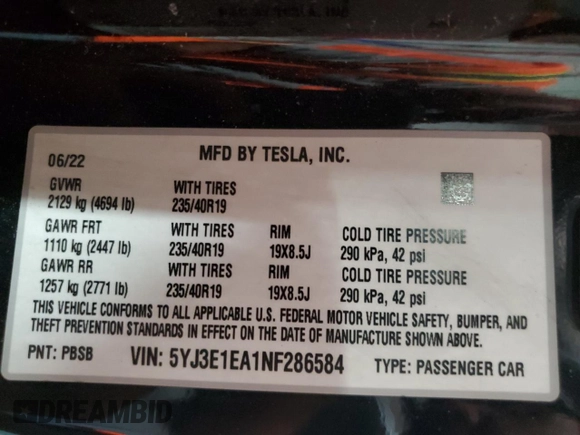 06/22 MFD BY TESLA, INC.
GVWR WITH TIRES
2129 kg (4694 lb) 235/40R19
GAWR FRT WITH TIRES RIM COLD TIRE PRESSURE
1110 kg (2447 lb) 235/40R19 19X8.5J 290 kPa, 42 psi
GAWR RR WITH TIRES RIM COLD TIRE PRESSURE
1257 kg (2771 lb) 235/40R19 19X8.5J 290 kPa, 42 psi
THIS VEHICLE CONFORMS TO ALL APPLICABLE U.S. FEDERAL MOTOR VEHICLE SAFETY, BUMPER, AND
THEFT PREVENTION STANDARDS IN EFFECT ON THE DATE OF MANUFACTURE SHOWN ABOVE.
PNT: PBSB VIN: 5YJ3E1EA1NF286584 TYPE: PASSENGER CAR
DREAMBID